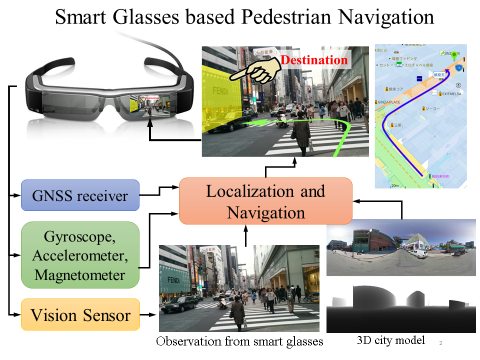 Smart Glasses based Pedestrian Navigation
Destination
GNSS receiver
Localization and
Navigation
Gyroscope,
Accelerometer,
Magnetometer
FENDI
Vision Sensor
Observation from smart glasses
3D city model
2